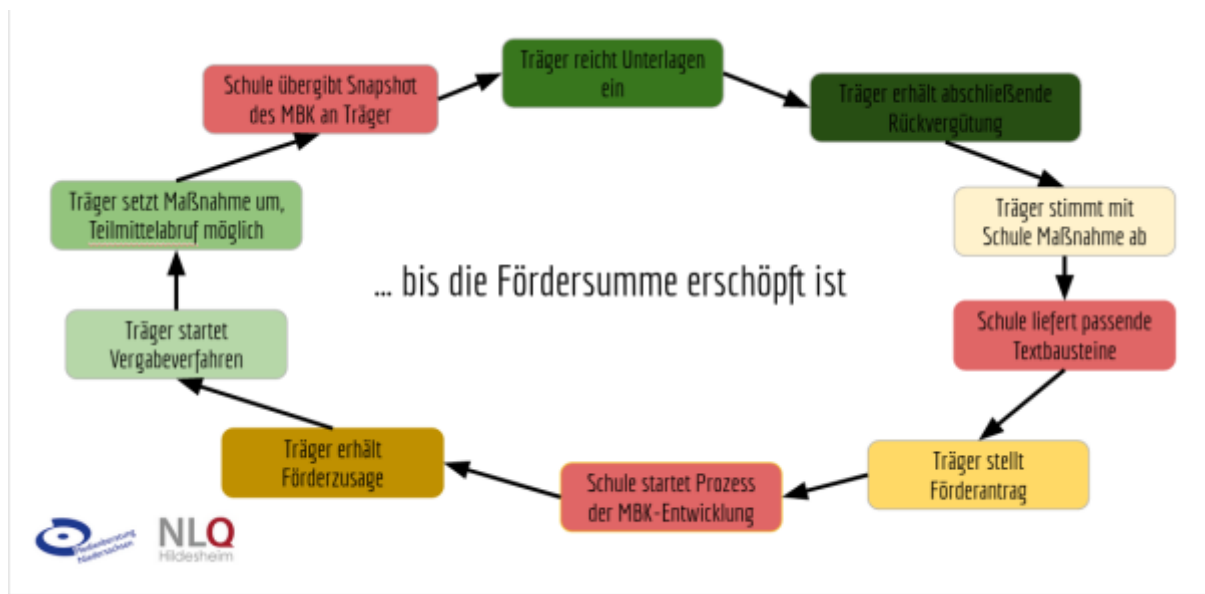 Träger reicht Unterlagen
ein
Träger erhält abschließende
Rückvergütung
Träger stimmt mit
Schule Maßnahme ab
Schule liefert passende
Textbausteine
Träger stellt
Förderantrag
Schule startet Prozess
der MBK-Entwicklung
Träger erhält
Förderzusage
Träger startet
Vergabeverfahren
Träger setzt Maßnahme um,
Teilmittelabruf möglich
Schule übergibt Snapshot
des MBK an Träger
... bis die Fördersumme erschöpft ist
Medienberatung
Niedersachsen
NLQ
Hildesheim